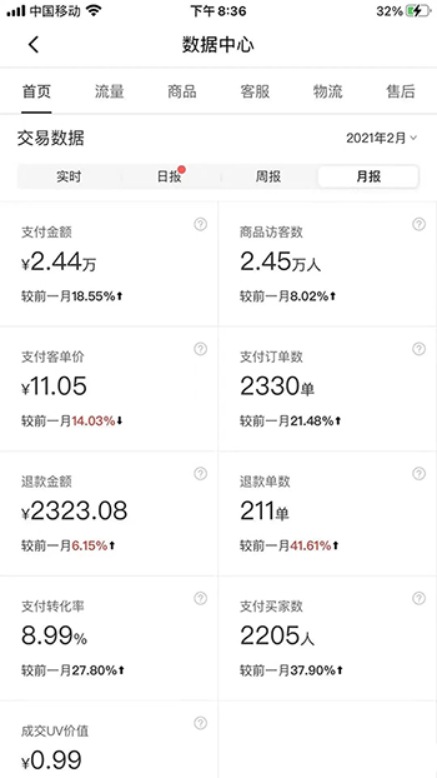 中国移动 下午 8:36 32%
数据中心
首页 流量 商品 客服 物流 售后
交易数据 2021年2月
实时 日报 周报 月报
支付金额 商品访客数
¥2.44万 2.45万人
较前一月18.55% 较前一月8.02%
支付客单价 支付订单数
¥11.05 2330单
较前一月14.03% 较前一月21.48%
退款金额 退款单数
¥2323.08 211单
较前一月6.15% 较前一月41.61%
支付转化率 支付买家数
8.99% 2205人
较前一月27.80% 较前一月37.90%
成交UV价值
¥0.99